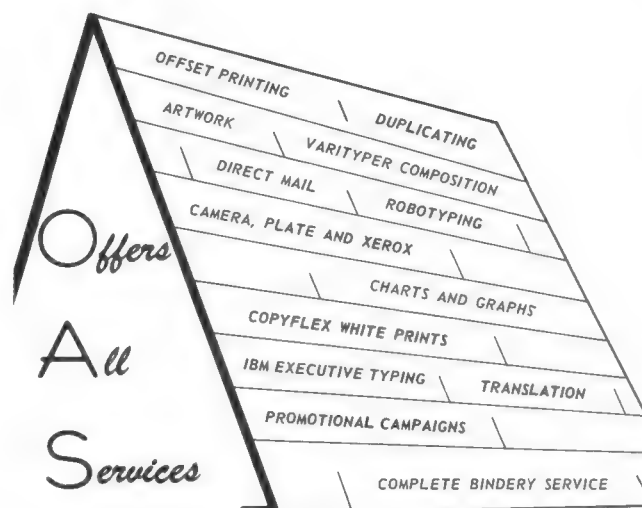 OFFSET PRINTING DUPLICATING
ARTWORK VARITYPER COMPOSITION
DIRECT MAIL ROBOTYPING
CAMERA, PLATE AND XEROX
CHARTS AND GRAPHS
COPYFLEX WHITE PRINTS
IBM EXECUTIVE TYPING TRANSLATION
PROMOTIONAL CAMPAIGNS
COMPLETE BINDERY SERVICE
Offers
All
Services